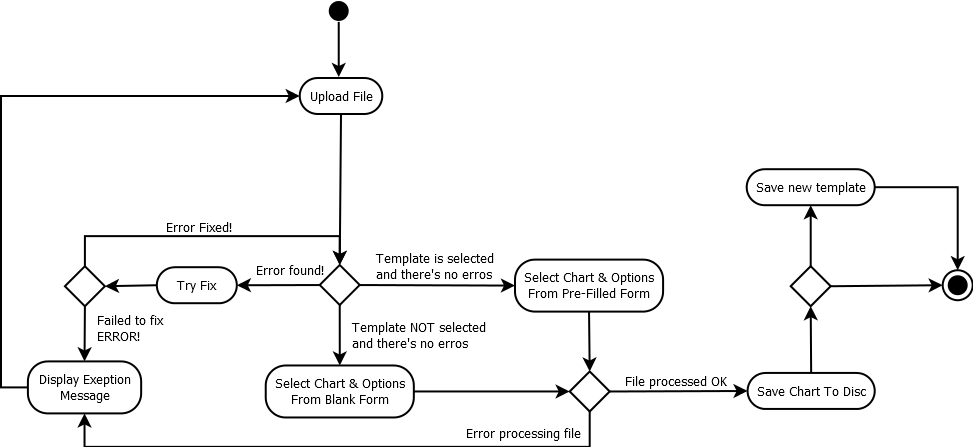 Upload File
Save new template
Error Fixed!
Template is selected
and there's no erros
Error found!
Select Chart & Options
From Pre-Filled Form
Try Fix
Failed to fix
ERROR!
Template NOT selected
and there's no erros
Display Exeption
Message
Select Chart & Options
From Blank Form
File processed OK
Save Chart To Disc
Error processing file